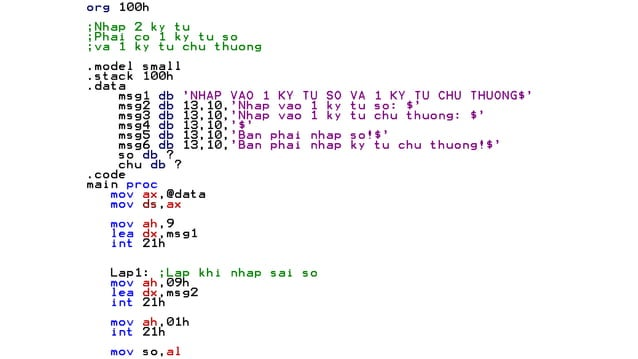 org 100h
;Nhap 2 ky tu
;Phai co 1 ky tu so
;va 1 ky tu chu thuong
.model small
.stack 100h
.data
msg1 db 'NHAP VAO 1 KY TU SO VA 1 KY TU CHU THUONG$'
msg2 db 13,10,'Nhap vao 1 ky tu so: $'
msg3 db 13,10,'Nhap vao 1 ky tu chu thuong: $'
msg4 db 13,10,'$'
msg5 db 13,10,'Ban phai nhap so!$'
msg6 db 13,10,'Ban phai nhap ky tu chu thuong!$'
so db ?
chu db ?
.code
main proc
mov ax,@data
mov ds,ax
mov ah,9
lea dx,msg1
int 21h
Lap1: ;Lap khi nhap sai so
mov ah,09h
lea dx,msg2
int 21h
mov ah,01h
int 21h
mov so,al